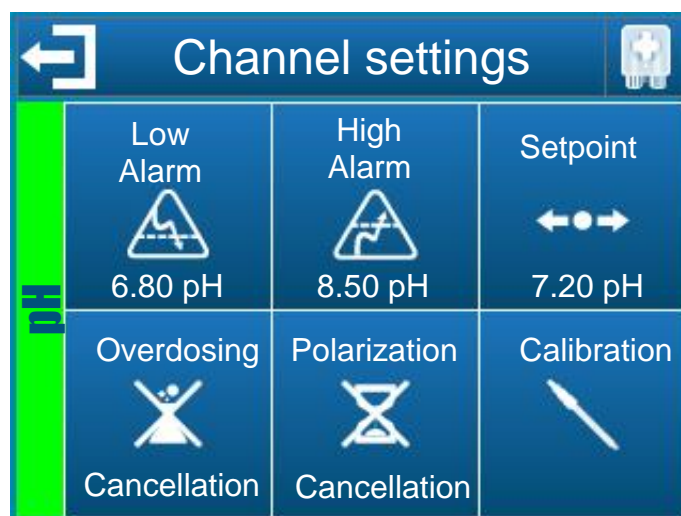 Channel settings
Low
Alarm
6.80 pH
High
Alarm
8.50 pH
Setpoint
7.20 pH
pH
Overdosing
Cancellation
Polarization
Cancellation
Calibration